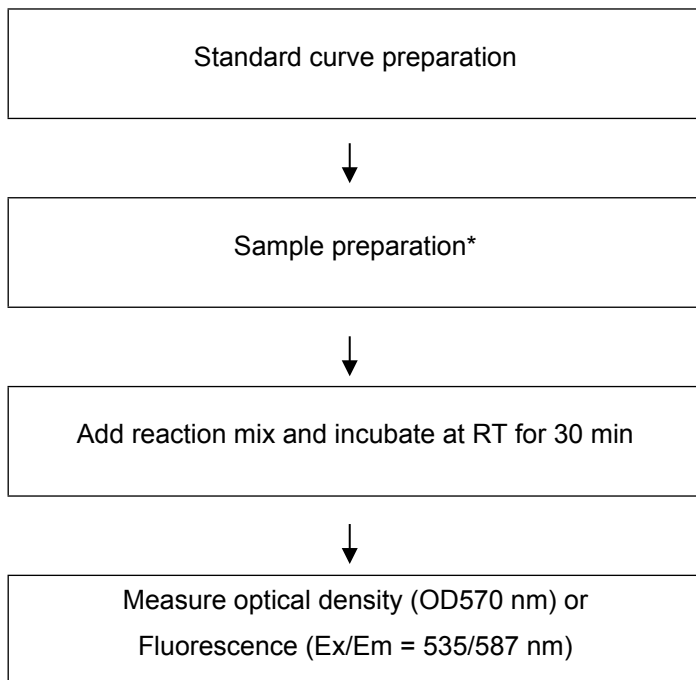 Standard curve preparation
Sample preparation*
Add reaction mix and incubate at RT for 30 min
Measure optical density (OD570 nm) or
Fluorescence (Ex/Em = 535/587 nm)